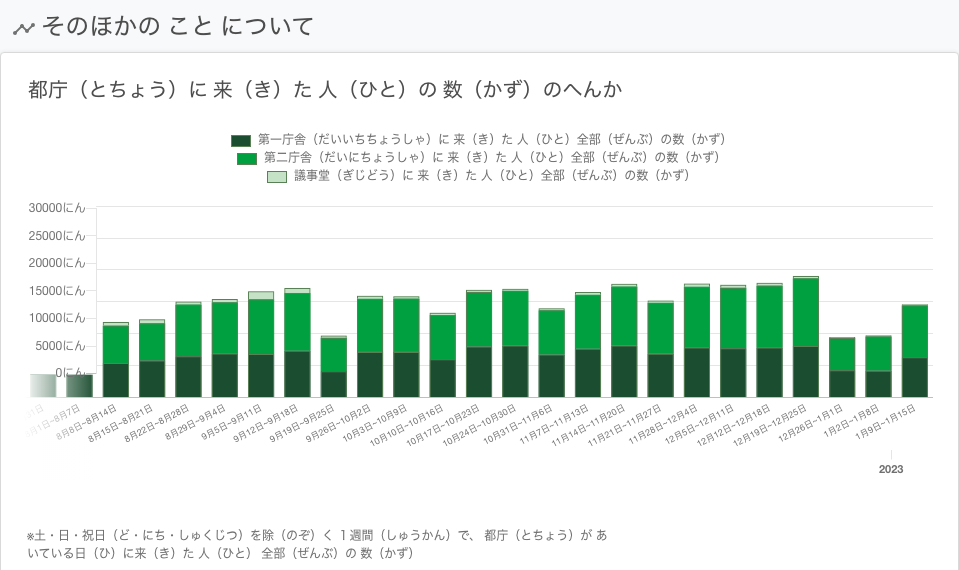 そのほかの こと について
都庁（とちょう）に 来（き）た 人（ひと）の 数（かず）のへんか
第一庁舎（だいいちちょうしゃ）に 来（き）た 人（ひと）全部（ぜんぶ）の数（かず）
第二庁舎（だいにちょうしゃ）に 来（き）た 人（ひと）全部（ぜんぶ）の数（かず）
議事堂（ぎじどう）に 来（き）た 人（ひと）全部（ぜんぶ）の数（かず）
30000にん
25000にん
20000にん
15000にん
10000にん
5000にん
0にん
8月1日~8月7日
8月8日~8月14日
8月15日~8月21日
8月22日~8月28日
8月29日~9月4日
9月5日~9月11日
9月12日~9月18日
9月19日~9月25日
9月26日~10月2日
10月3日~10月9日
10月10日~10月16日
10月17日~10月23日
10月24日~10月30日
10月31日~11月6日
11月7日~11月13日
11月14日~11月20日
11月21日~11月27日
11月28日~12月4日
12月5日~12月11日
12月12日~12月18日
12月19日~12月25日
12月26日~1月1日
1月2日~1月8日
1月9日~1月15日
2023
※土・日・祝日（ど・にち・しゅくじつ）を除（のぞ）く １週間（しゅうかん）で、 都庁（とちょう）が あ
いている日（ひ）に来（き）た 人（ひと） 全部（ぜんぶ）の 数（かず）